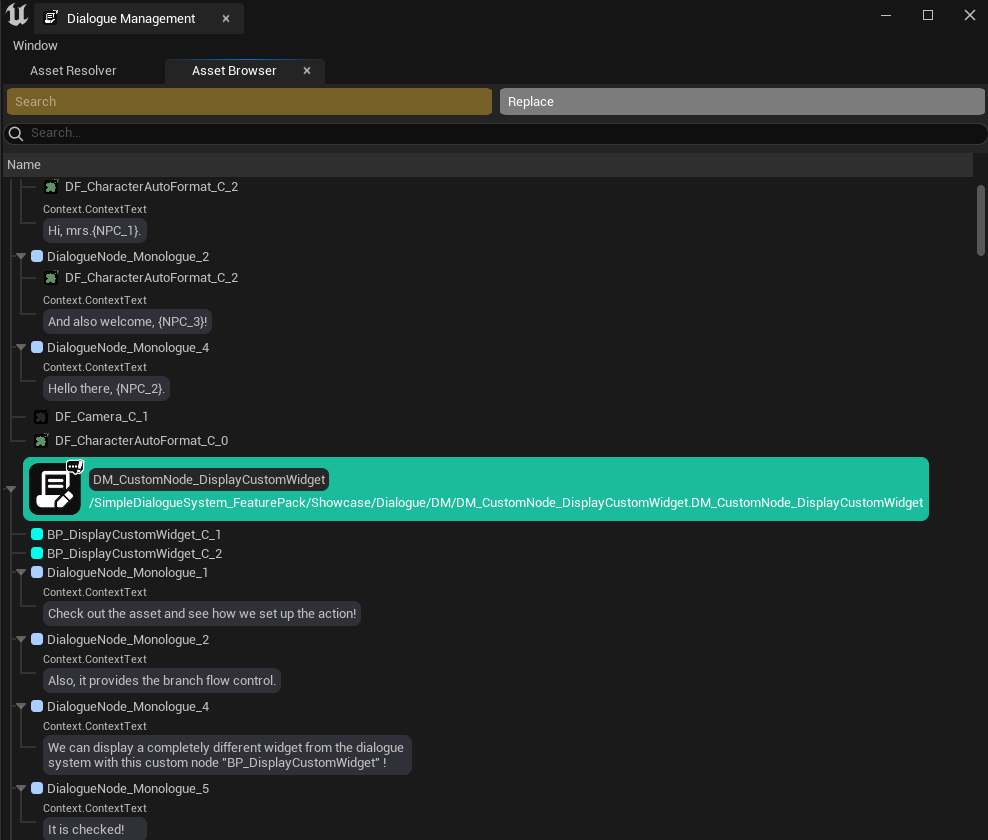 Dialogue Management
Window
Asset Resolver
Asset Browser
Search
Replace
Search...
Name
DF_CharacterAutoFormat_C_2
Context.ContextText
Hi, mrs.{NPC_1}.
DialogueNode_Monologue_2
DF_CharacterAutoFormat_C_2
Context.ContextText
And also welcome, {NPC_3}!
DialogueNode_Monologue_4
Context.ContextText
Hello there, {NPC_2}.
DF_Camera_C_1
DF_CharacterAutoFormat_C_0
DM_CustomNode_DisplayCustomWidget
/SimpleDialogueSystem_FeaturePack/Showcase/Dialogue/DM/DM_CustomNode_DisplayCustomWidget.DM_CustomNode_DisplayCustomWidget
BP_DisplayCustomWidget_C_1
BP_DisplayCustomWidget_C_2
DialogueNode_Monologue_1
Context.ContextText
Check out the asset and see how we set up the action!
DialogueNode_Monologue_2
Context.ContextText
Also, it provides the branch flow control.
DialogueNode_Monologue_4
Context.ContextText
We can display a completely different widget from the dialogue
system with this custom node "BP_DisplayCustomWidget" !
DialogueNode_Monologue_5
Context.ContextText
It is checked!